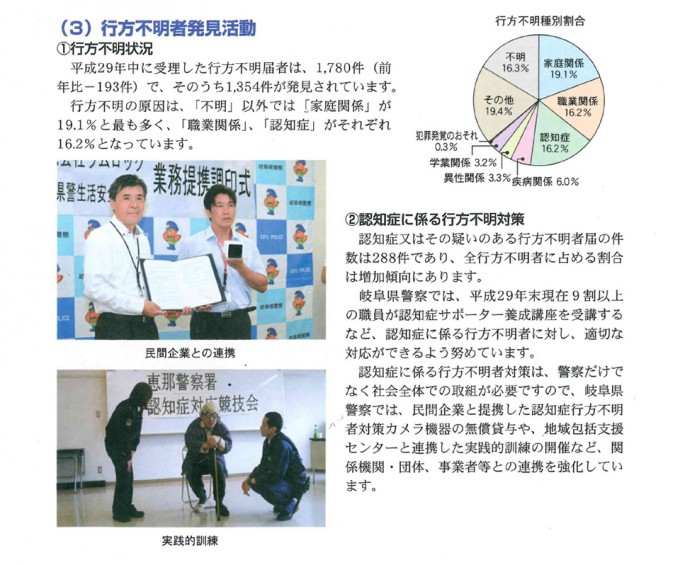 （3）行方不明者発見活動
①行方不明状況
平成29年中に受理した行方不明届者は、1,780件（前
年比－193件）で、そのうち1,354件が発見されています。
行方不明の原因は、「不明」以外では［家庭関係」が
19.1％と最も多く、「職業関係」、「認知症」がそれぞれ
16.2％となっています。
業務提携調印式
県警生活安
岐阜県警察
GIFU POLICE
民間企業との連携
恵那警察署
認知症対応競技会
実践的訓練
行方不明種別割合
不明
16.3%
家庭関係
19.1%
その他
19.4%
職業関係
16.2%
認知症
16.2%
犯罪発覚のおそれ
0.3%
学業関係 3.2%
異性関係 3.3%
疾病関係 6.0%
②認知症に係る行方不明対策
認知症又はその疑いのある行方不明者届の件
数は288件であり、全行方不明者に占める割合
は増加傾向にあります。
岐阜県警察では、平成29年末現在９割以上
の職員が認知症サポーター養成講座を受講する
など、認知症に係る行方不明者に対し、適切な
対応ができるよう努めています。
認知症に係る行方不明者対策は、警察だけで
なく社会全体での取組が必要ですので、岐阜県
警察では、民間企業と提携した認知症行方不明
者対策カメラ機器の無償貸与や、地域包括支援
センターと連携した実践的訓練の開催など、関
係機関・団体、事業者等との連携を強化してい
ます。